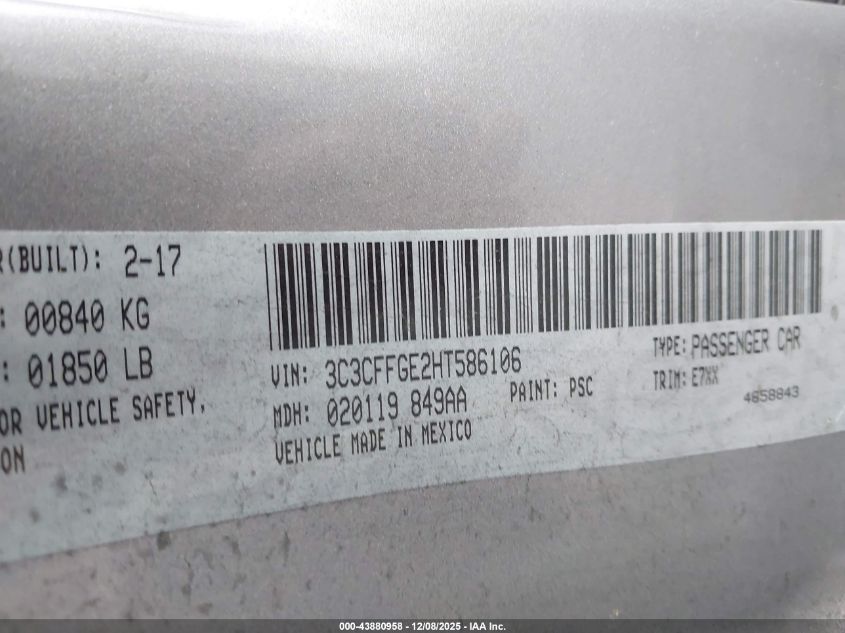 R(BUILT): 2-17
: 00840 KG
: 01850 LB
OR VEHICLE SAFETY.
ON
VIN: 3C3CFFGE2HT586106
TYPE: PASSENGER CAR
MDH: 020119 849AA
PAINT: PSC
TRIM: E7XX
VEHICLE MADE IN MEXICO
4658843
000-43880958 - 12/08/2025 - IAA Inc.